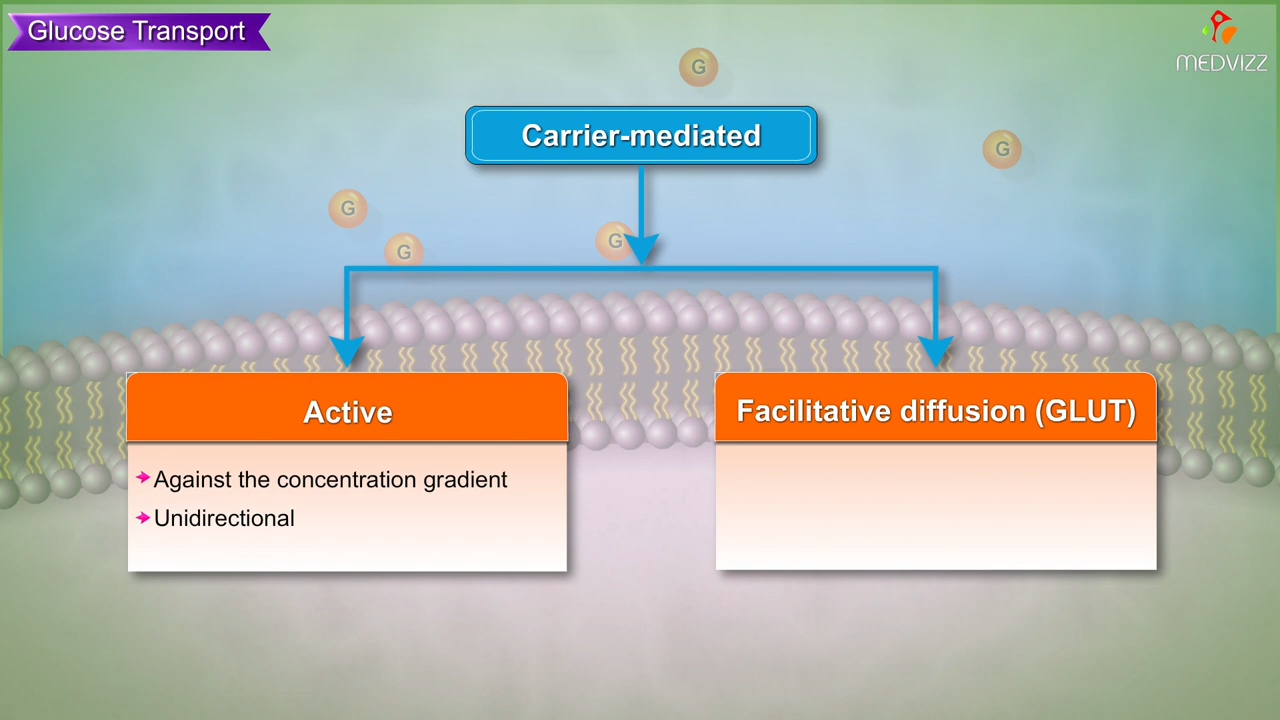 Glucose Transport
MEDVIZZ
G
Carrier-mediated
G
G
G
G
Active
Facilitative diffusion (GLUT)
Against the concentration gradient
Unidirectional